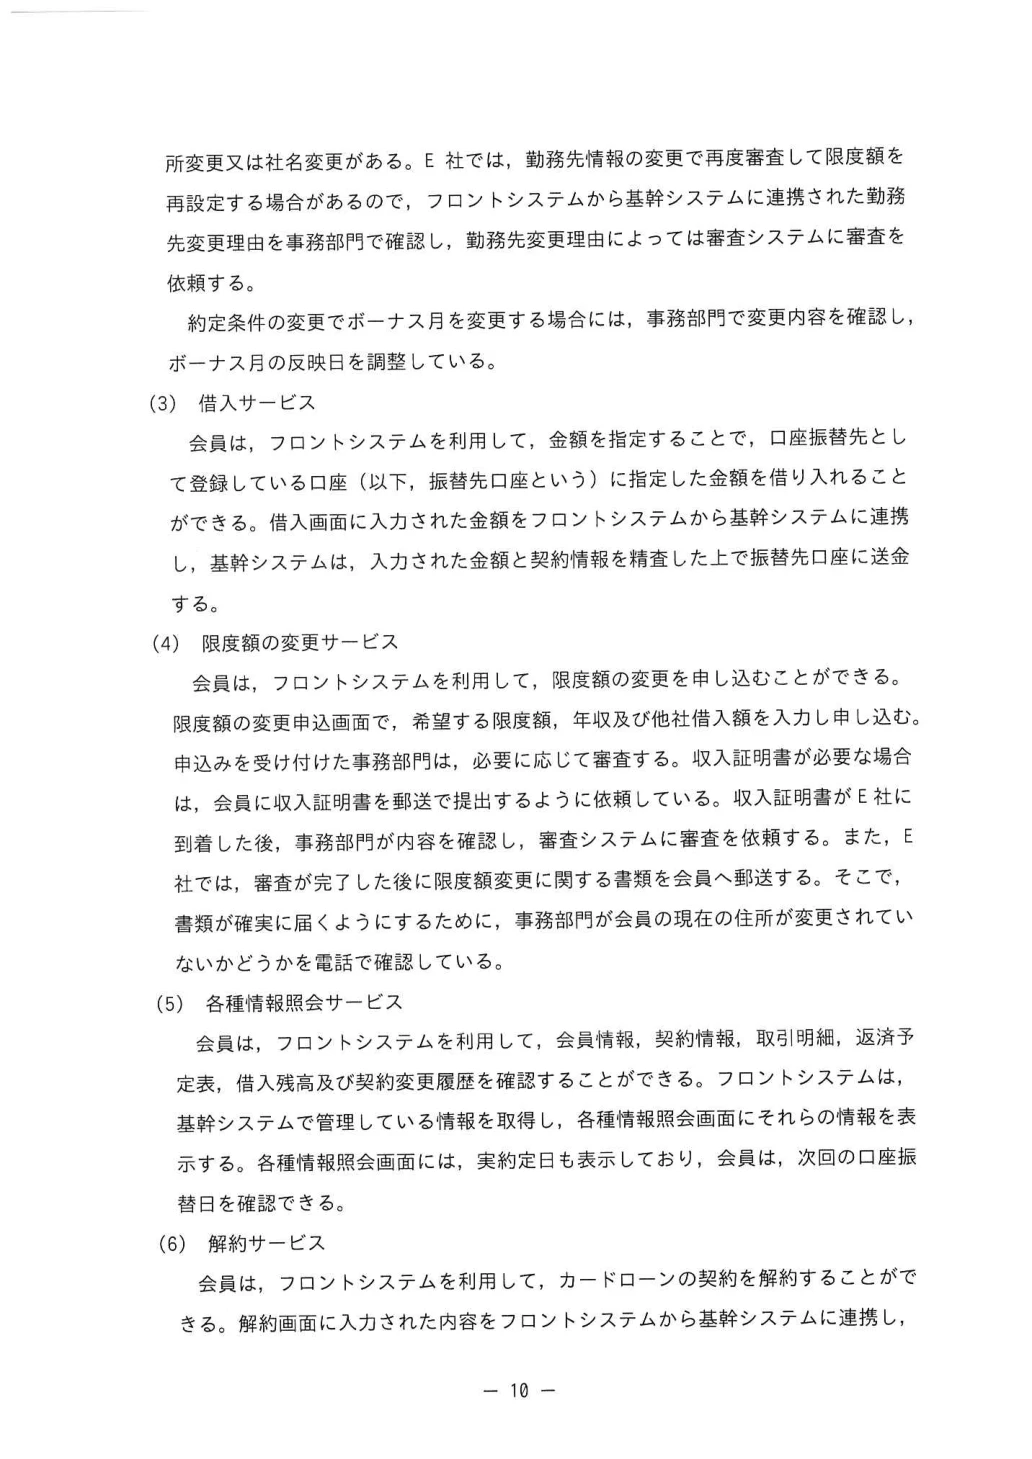 所変更又は社名変更がある。E 社では，勤務先情報の変更で再度審査して限度額を
再設定する場合があるので，フロントシステムから基幹システムに連携された勤務
先変更理由を事務部門で確認し，勤務先変更理由によっては審査システムに審査を
依頼する。
約定条件の変更でボーナス月を変更する場合には，事務部門で変更内容を確認し，
ボーナス月の反映日を調整している。
(3) 借入サービス
会員は，フロントシステムを利用して，金額を指定することで，口座振替先とし
て登録している口座（以下，振替先口座という）に指定した金額を借り入れること
ができる。借入画面に入力された金額をフロントシステムから基幹システムに連携
し，基幹システムは，入力された金額と契約情報を精査した上で振替先口座に送金
する。
(4) 限度額の変更サービス
会員は，フロントシステムを利用して，限度額の変更を申し込むことができる。
限度額の変更申込画面で，希望する限度額，年収及び他社借入額を入力し申し込む。
申込みを受け付けた事務部門は，必要に応じて審査する。収入証明書が必要な場合
は，会員に収入証明書を郵送で提出するように依頼している。収入証明書が E 社に
到着した後，事務部門が内容を確認し，審査システムに審査を依頼する。また，E
社では，審査が完了した後に限度額変更に関する書類を会員へ郵送する。そこで，
書類が確実に届くようにするために，事務部門が会員の現在の住所が変更されてい
ないかどうかを電話で確認している。
(5) 各種情報照会サービス
会員は，フロントシステムを利用して，会員情報，契約情報，取引明細，返済予
定表，借入残高及び契約変更履歴を確認することができる。フロントシステムは，
基幹システムで管理している情報を取得し，各種情報照会画面にそれらの情報を表
示する。各種情報照会画面には，実約定日も表示しており，会員は，次回の口座振
替日を確認できる。
(6) 解約サービス
会員は，フロントシステムを利用して，カードローンの契約を解約することがで
きる。解約画面に入力された内容をフロントシステムから基幹システムに連携し，
― 10 ―